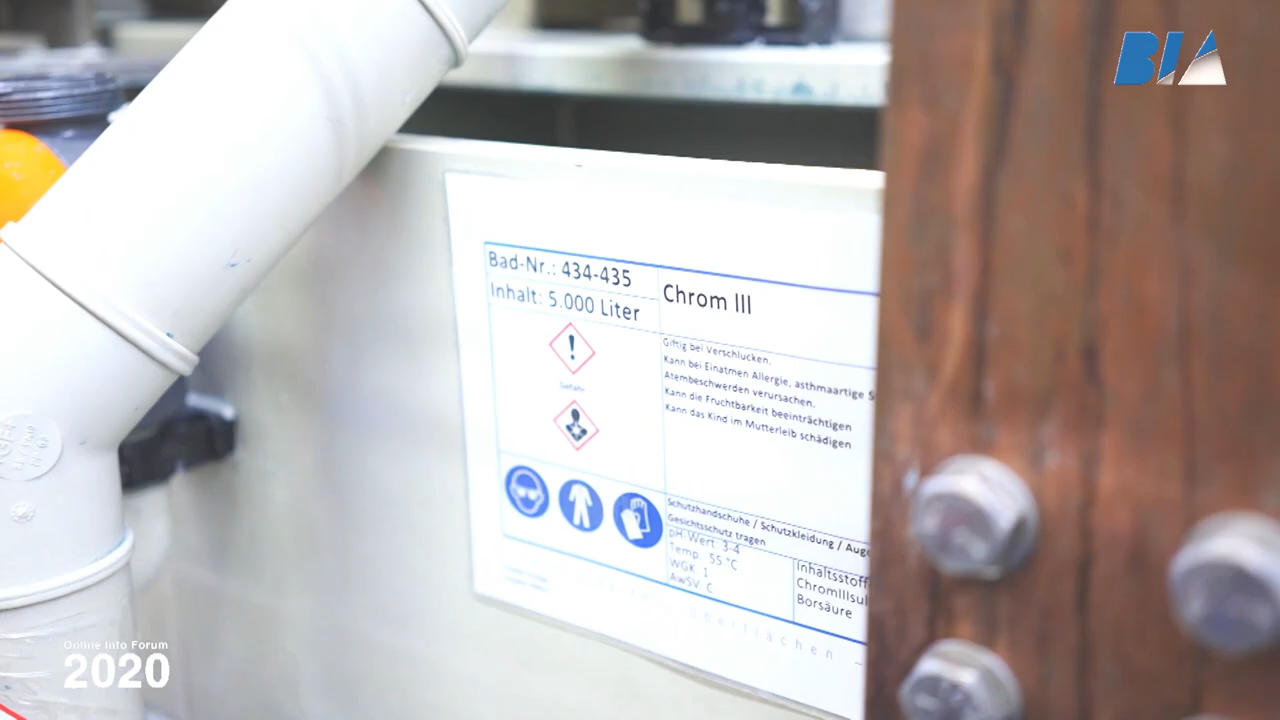 BIA
Bad-Nr.: 434-435
Inhalt: 5.000 Liter
Chrom III
Giftig bei Verschlucken.
Kann bei Einatmen Allergie, asthmaartige S
Atembeschwerden verursachen.
Kann die Fruchtbarkeit beeinträchtigen
Kann das Kind im Mutterleib schädigen
Gefahr
Schutzhandschuhe / Schutzkleidung / Aug
Gesichtsschutz tragen
pH-Wert: 3-4
Temp. 55 °C
WGK: 1
AwSV: C
Inhaltsstoff
ChromIIIsul
Borsäure
Oberflächen -
Online Info Forum
2020